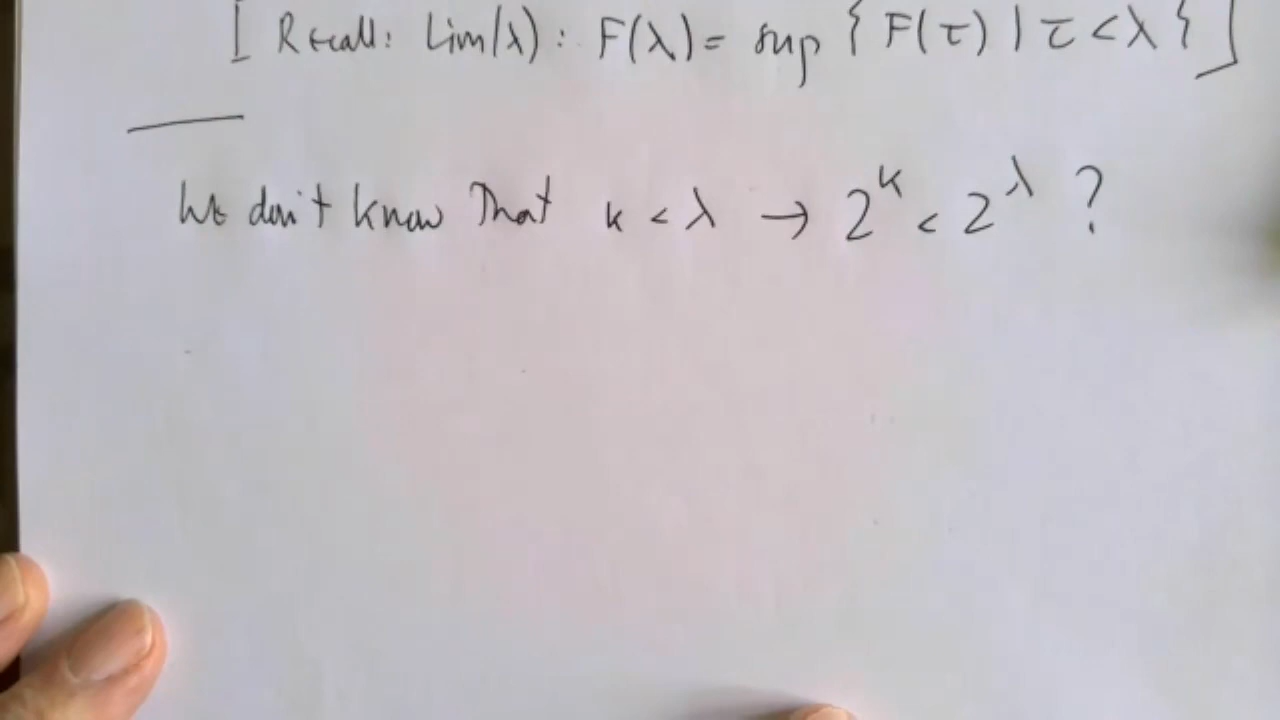 [ Recall: Lim(λ): F(λ) = sup { F(τ) | τ < λ } ]
We don't know that κ < λ → 2^κ < 2^λ ?